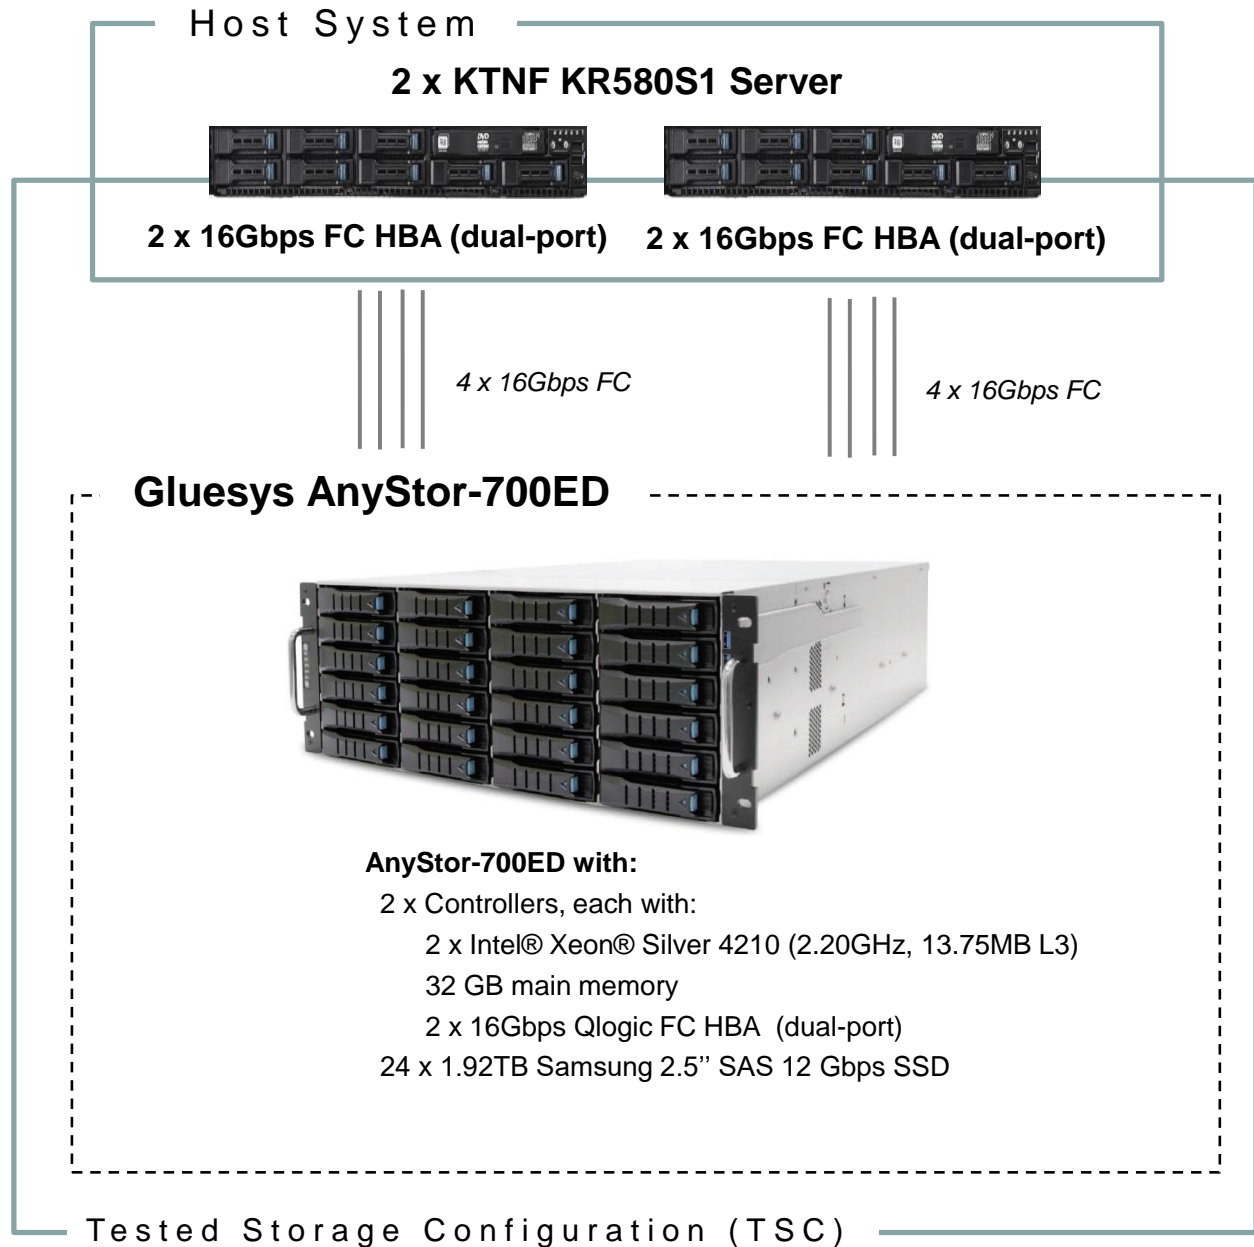 Host System
2 x KTNF KR580S1 Server
DVD DVD
2 x 16Gbps FC HBA (dual-port) 2 x 16Gbps FC HBA (dual-port)
4 x 16Gbps FC
4 x 16Gbps FC
Gluesys AnyStor-700ED
AnyStor-700ED with:
2 x Controllers, each with:
2 x Intel® Xeon® Silver 4210 (2.20GHz, 13.75MB L3)
32 GB main memory
2 x 16Gbps Qlogic FC HBA (dual-port)
24 x 1.92TB Samsung 2.5’’ SAS 12 Gbps SSD
Tested Storage Configuration (TSC)